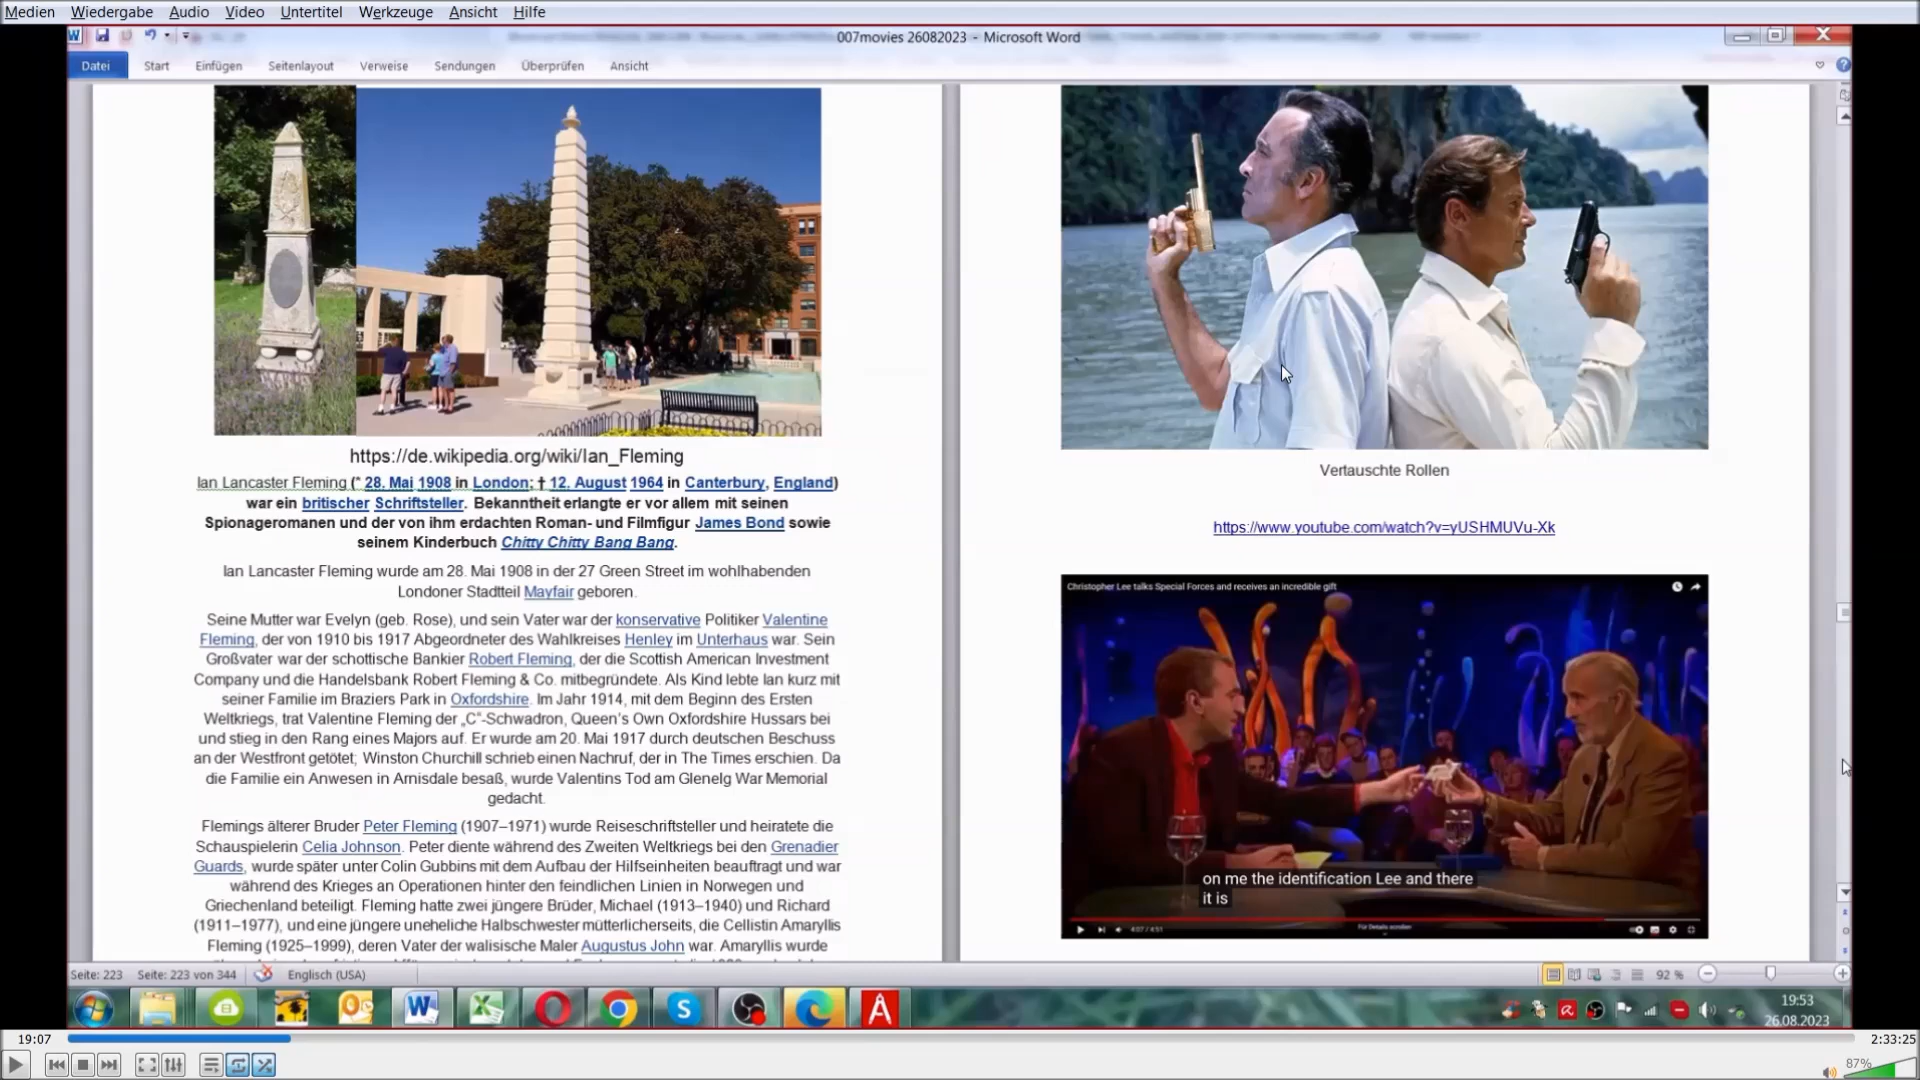 Medien Wiedergabe Audio Video Untertitel Werkzeuge Ansicht Hilfe
007movies 26082023 - Microsoft Word
Datei Start Einfügen Seitenlayout Verweise Sendungen Überprüfen Ansicht
https://de.wikipedia.org/wiki/Ian_Fleming
Ian Lancaster Fleming (* 28. Mai 1908 in London; † 12. August 1964 in Canterbury, England)
war ein britischer Schriftsteller. Bekanntheit erlangte er vor allem mit seinen
Spionageromanen und der von ihm erdachten Roman- und Filmfigur James Bond sowie
seinem Kinderbuch Chitty Chitty Bang Bang.
Ian Lancaster Fleming wurde am 28. Mai 1908 in der 27 Green Street im wohlhabenden
Londoner Stadtteil Mayfair geboren.
Seine Mutter war Evelyn (geb. Rose), und sein Vater war der konservative Politiker Valentine
Fleming, der von 1910 bis 1917 Abgeordneter des Wahlkreises Henley im Unterhaus war. Sein
Großvater war der schottische Bankier Robert Fleming, der die Scottish American Investment
Company und die Handelsbank Robert Fleming & Co. mitbegründete. Als Kind lebte Ian kurz mit
seiner Familie im Braziers Park in Oxfordshire. Im Jahr 1914, mit dem Beginn des Ersten
Weltkriegs, trat Valentine Fleming der „C“-Schwadron, Queen's Own Oxfordshire Hussars bei
und stieg in den Rang eines Majors auf. Er wurde am 20. Mai 1917 durch deutschen Beschuss
an der Westfront getötet; Winston Churchill schrieb einen Nachruf, der in The Times erschien. Da
die Familie ein Anwesen in Arnisdale besaß, wurde Valentins Tod am Glenelg War Memorial
gedacht.
Flemings älterer Bruder Peter Fleming (1907–1971) wurde Reiseschriftsteller und heiratete die
Schauspielerin Celia Johnson. Peter diente während des Zweiten Weltkriegs bei den Grenadier
Guards, wurde später unter Colin Gubbins mit dem Aufbau der Hilfseinheiten beauftragt und war
während des Krieges an Operationen hinter den feindlichen Linien in Norwegen und
Griechenland beteiligt. Fleming hatte zwei jüngere Brüder, Michael (1913–1940) und Richard
(1911–1977), und eine jüngere uneheliche Halbschwester mütterlicherseits, die Cellistin Amaryllis
Fleming (1925–1999), deren Vater der walisische Maler Augustus John war. Amaryllis wurde
Vertauschte Rollen
https://www.youtube.com/watch?v=yUSHMUVu-Xk
Christopher Lee talks Special Forces and receives an incredible gift
on me the identification Lee and there
it is
4:07 / 4:51
Für Details scrollen
Seite: 223 Seite: 223 von 344 Englisch (USA)
92 %
19:53
26.08.2023
19:07
2:33:25
87%